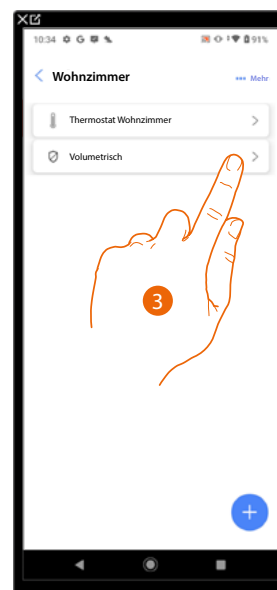 10:34 G 91%
Wohnzimmer ••• Mehr
Thermostat Wohnzimmer
Volumetrisch
3